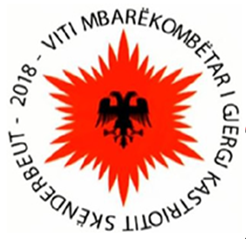 2018 - VITI MBARËKOMBËTAR I GJERGJ KASTRIOTIT SKËNDERBEUT -